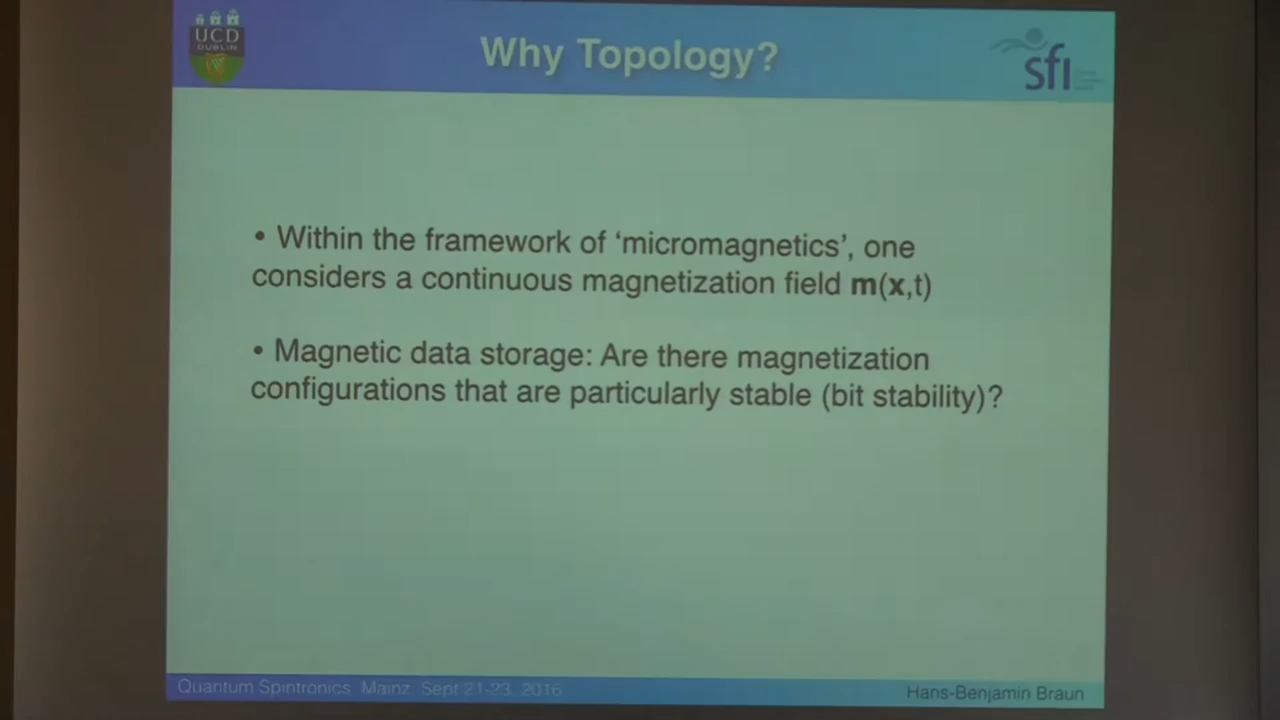 UCD
DUBLIN
Why Topology?
sfi
• Within the framework of ‘micromagnetics’, one
considers a continuous magnetization field m(x,t)
• Magnetic data storage: Are there magnetization
configurations that are particularly stable (bit stability)?
Quantum Spintronics, Mainz, Sept 21-23, 2016
Hans-Benjamin Braun